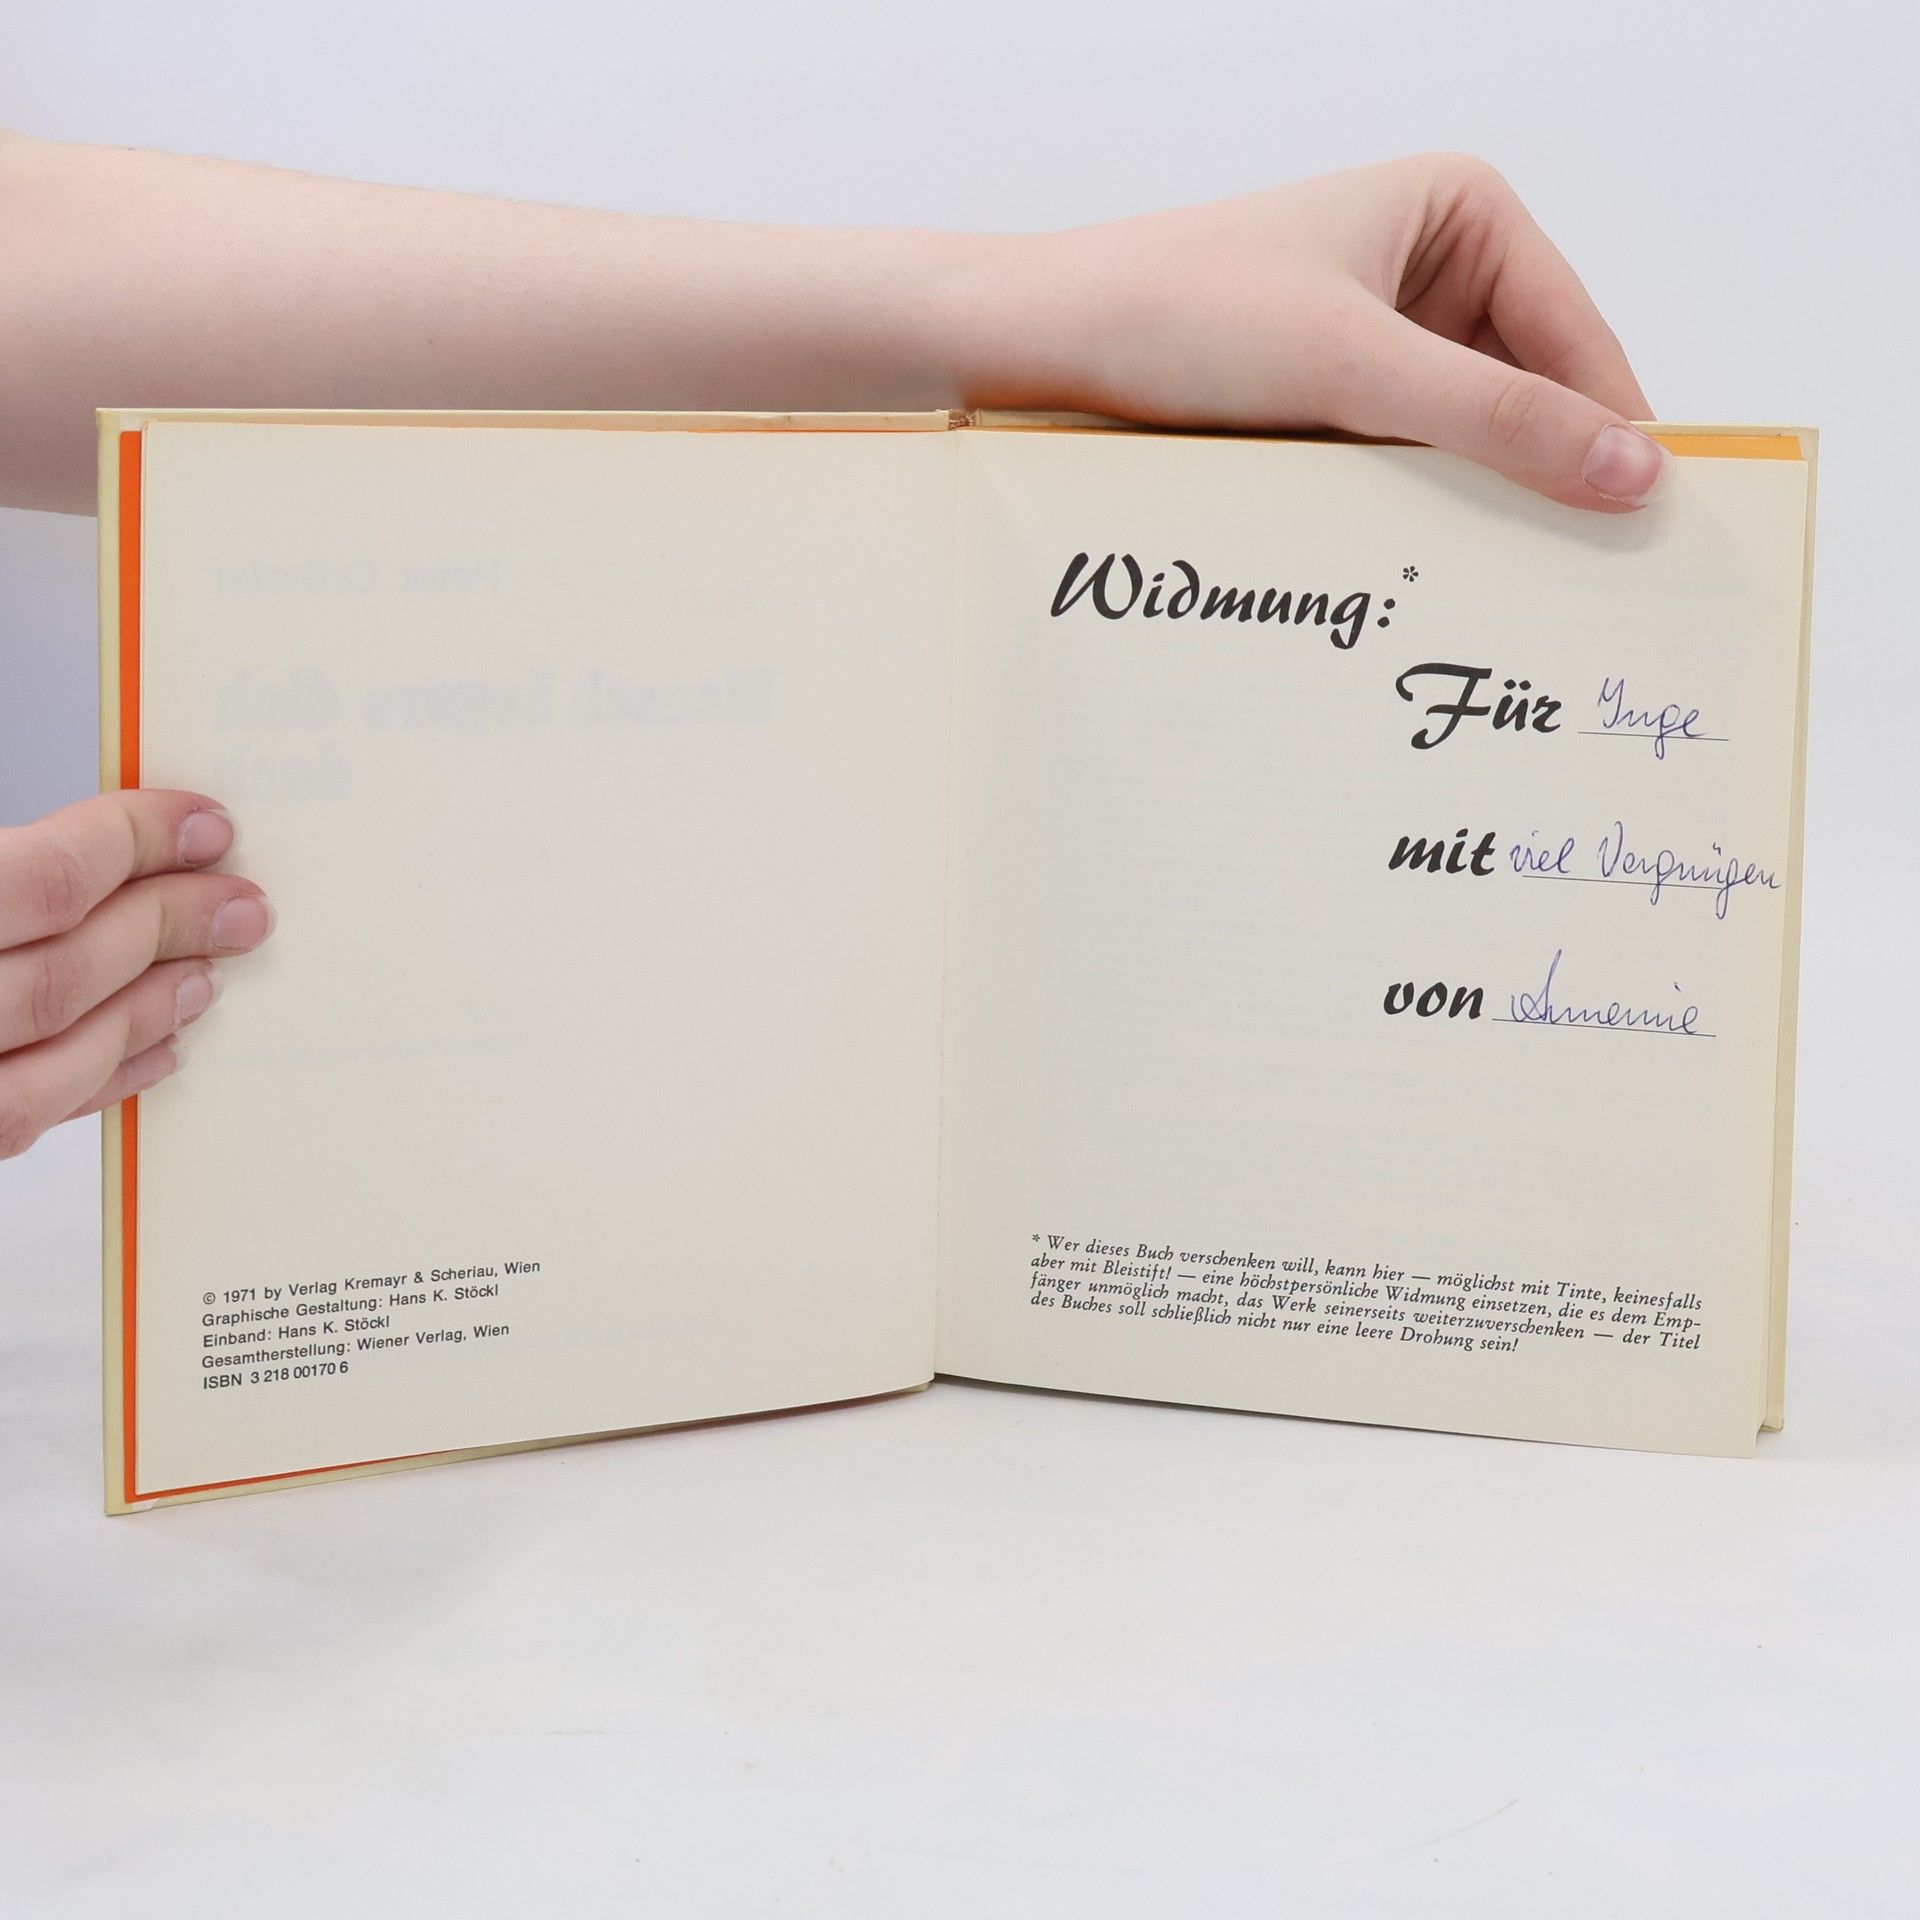 © 1971 by Verlag Kremayr & Scheriau, Wien
Graphische Gestaltung: Hans K. Stöckl
Einband: Hans K. Stöckl
Gesamtherstellung: Wiener Verlag, Wien
ISBN 3 218 00170 6
Widmung:*
Für Inge
mit viel Vergnügen
von
* Wer dieses Buch verschenken will, kann hier — möglichst mit Tinte, keinesfalls
aber mit Bleistift! — eine höchstpersönliche Widmung einsetzen, die es dem Emp-
fänger unmöglich macht, das Werk seinerseits weiterzuverschenken — der Titel
des Buches soll schließlich nicht nur eine leere Drohung sein!